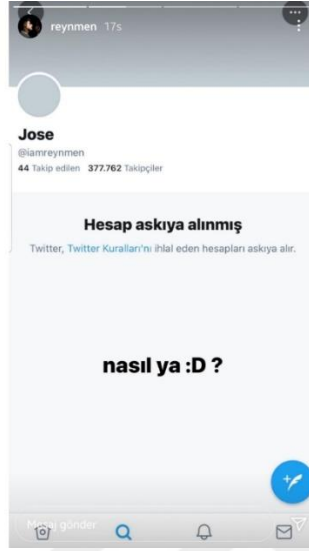 reynmen 17s
Jose
@iamreynmen
44 Takip edilen 377.762 Takipçiler
Hesap askıya alınmış
Twitter, Twitter Kuralları'nı ihlal eden hesapları askıya alır.
nasıl ya :D ?
Mesaj gönder